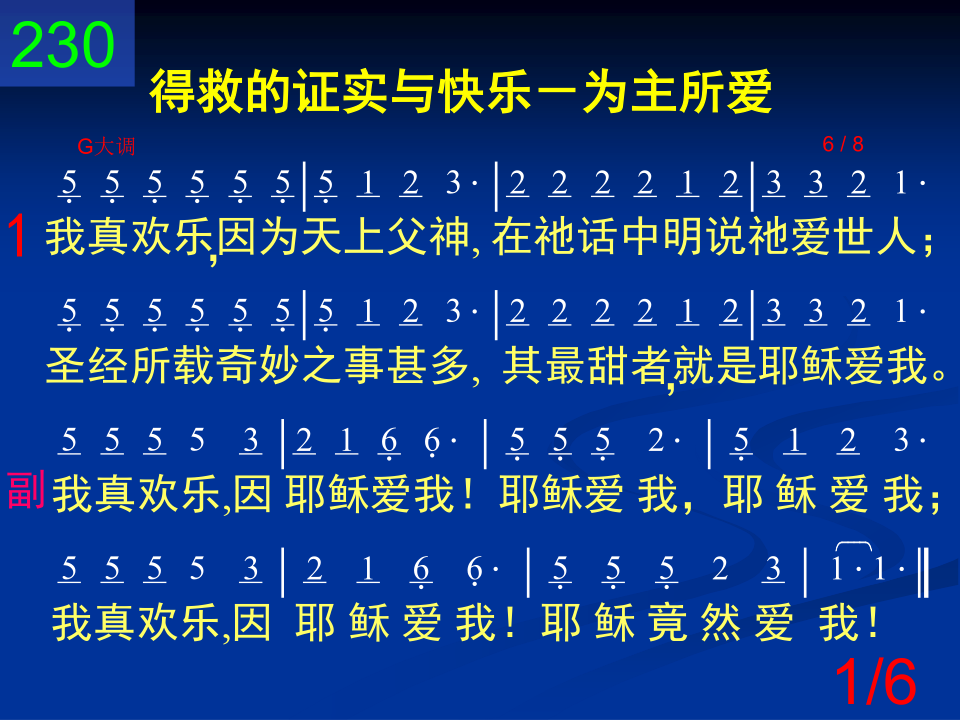 230
得救的证实与快乐－为主所爱
G大调 6 / 8
5 5 5 5 5 5 | 5 1 2 3 · | 2 2 2 2 1 2 | 3 3 2 1 ·
1 我真欢乐,因为天上父神, 在祂话中明说祂爱世人；
5 5 5 5 5 5 | 5 1 2 3 · | 2 2 2 2 1 2 | 3 3 2 1 ·
圣经所载奇妙之事甚多, 其最甜者,就是耶稣爱我。
5 5 5 5 3 | 2 1 6 6 · | 5 5 5 2 · | 5 1 2 3 ·
副 我真欢乐,因 耶稣爱我！耶稣爱 我，耶 稣 爱 我；
5 5 5 5 3 | 2 1 6 6 · | 5 5 5 2 3 | 1 · 1 · ‖
我真欢乐,因 耶 稣 爱 我！耶 稣 竟 然 爱 我！
1/6